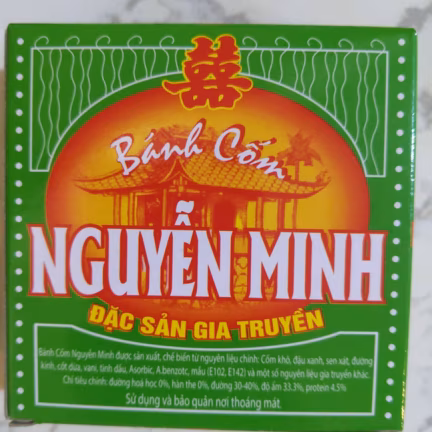 囍
Bánh Cốm
NGUYỄN MINH
ĐẶC SẢN GIA TRUYỀN
Bánh Cốm Nguyên Minh được sản xuất, chế biến từ nguyên liệu chính: Cốm khô, đậu xanh, sen xát, đường
kính, cốt dừa, vani, tinh dầu. Asorbic, A.benzotc, mầu (E102, E142) và một số nguyên liệu gia truyền khác.
Chỉ tiêu chính: đường hoá học 0%, hàn the 0%, đường 30-40%, độ ẩm 33.3%, protein 4.5%
Sử dụng và bảo quản nơi thoáng mát.